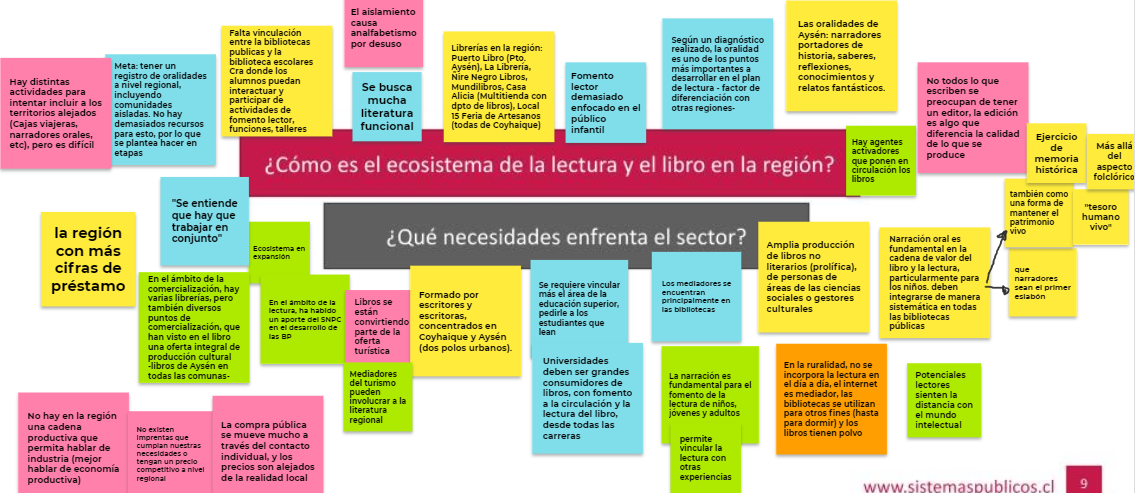 Hay distintas
actividades para
intentar incluir a los
territorios alejados
(Cajas viajeras,
narradores orales,
etc), pero es difícil
Meta: tener un
registro de oralidades
a nivel regional,
incluyendo
comunidades
aisladas. No hay
demasiados recursos
para esto, por lo que
se plantea hacer en
etapas
Falta vinculación
entre la bibliotecas
publicas y la
biblioteca escolares
Cra donde los
alumnos puedan
interactuar y
participar de
actividades de
fomento lector,
funciones, talleres
El aislamiento
causa
analfabetismo
por desuso
Se busca
mucha
literatura
funcional
Librerías en la región:
Puerto Libro (Pto.
Aysén), La Librería,
Ñire Negro Libros,
Mundilibros, Casa
Alicia (Multitienda con
dpto de libros), Local
15 Feria de Artesanos
(todas de Coyhaique)
Fomento
lector
demasiado
enfocado en el
público
infantil
Según un diagnóstico
realizado, la oralidad
es uno de los puntos
más importantes a
desarrollar en el plan
de lectura - factor de
diferenciación con
otras regiones-
Las oralidades de
Aysén: narradores
portadores de
historia, saberes,
reflexiones,
conocimientos y
relatos fantásticos.
No todos lo que
escriben se
preocupan de tener
un editor, la edición
es algo que
diferencia la calidad
de lo que se
produce
Ejercicio
de
memoria
histórica
Más allá
del
aspecto
folclórico
¿Cómo es el ecosistema de la lectura y el libro en la región?
Hay agentes
activadores
que ponen en
circulación los
libros
"Se entiende
que hay que
trabajar en
conjunto"
¿Qué necesidades enfrenta el sector?
también como
una forma de
mantener el
patrimonio
vivo
"tesoro
humano
vivo"
la región
con más
cifras de
préstamo
Ecosistema en
expansión
En el ámbito de la
comercialización, hay
varias librerías, pero
también diversos
puntos de
comercialización, que
han visto en el libro
una oferta integral de
producción cultural
-libros de Aysén en
todas las comunas-
En el ámbito de la
lectura, ha habido
un aporte del SNPC
en el desarrollo de
las BP
Libros se
están
convirtiendo
parte de la
oferta
turística
Mediadores
del turismo
pueden
involucrar a la
literatura
regional
Formado por
escritores y
escritoras,
concentrados en
Coyhaique y Aysén
(dos polos urbanos).
Se requiere vincular
más el área de la
educación superior,
pedirle a los
estudiantes que
lean
Universidades
deben ser grandes
consumidores de
libros, con fomento
a la circulación y la
lectura del libro,
desde todas las
carreras
Los mediadores se
encuentran
principalmente en
las bibliotecas
Amplia producción
de libros no
literarios (prolífica),
de personas de
áreas de las ciencias
sociales o gestores
culturales
Narración oral es
fundamental en la
cadena de valor del
libro y la lectura,
particularmente para
los niños. deben
integrarse de manera
sistemática en todas
las bibliotecas
públicas
que
narradores
sean el primer
eslabón
La narración es
fundamental para el
fomento de la
lectura de niños,
jóvenes y adultos
permite
vincular la
lectura con
otras
experiencias
En la ruralidad, no se
incorpora la lectura en
el día a día, el internet
es mediador, las
bibliotecas se utilizan
para otros fines (hasta
para dormir) y los
libros tienen polvo
Potenciales
lectores
sienten la
distancia con
el mundo
intelectual
No hay en la región
una cadena
productiva que
permita hablar de
industria (mejor
hablar de economía
productiva)
No existen
imprentas que
cumplan nuestras
necesidades o
tengan un precio
competitivo a nivel
regional
La compra pública
se mueve mucho a
través del contacto
individual, y los
precios son alejados
de la realidad local
www.sistemaspublicos.cl
9